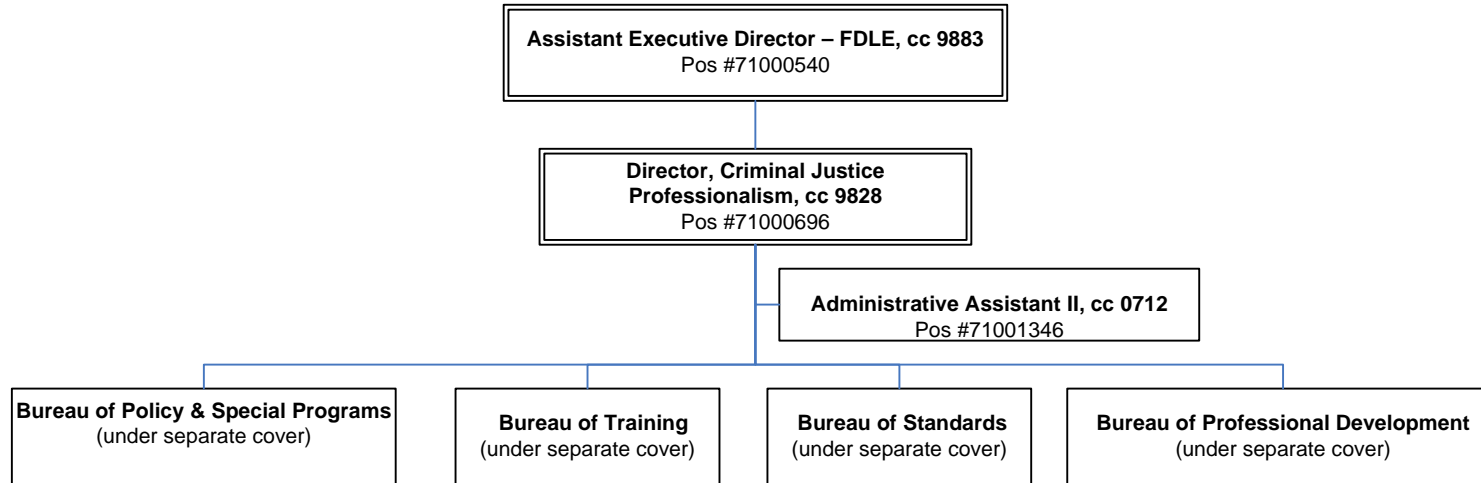 Assistant Executive Director – FDLE, cc 9883
Pos #71000540
Director, Criminal Justice
Professionalism, cc 9828
Pos #71000696
Administrative Assistant II, cc 0712
Pos #71001346
Bureau of Policy & Special Programs
(under separate cover)
Bureau of Training
(under separate cover)
Bureau of Standards
(under separate cover)
Bureau of Professional Development
(under separate cover)